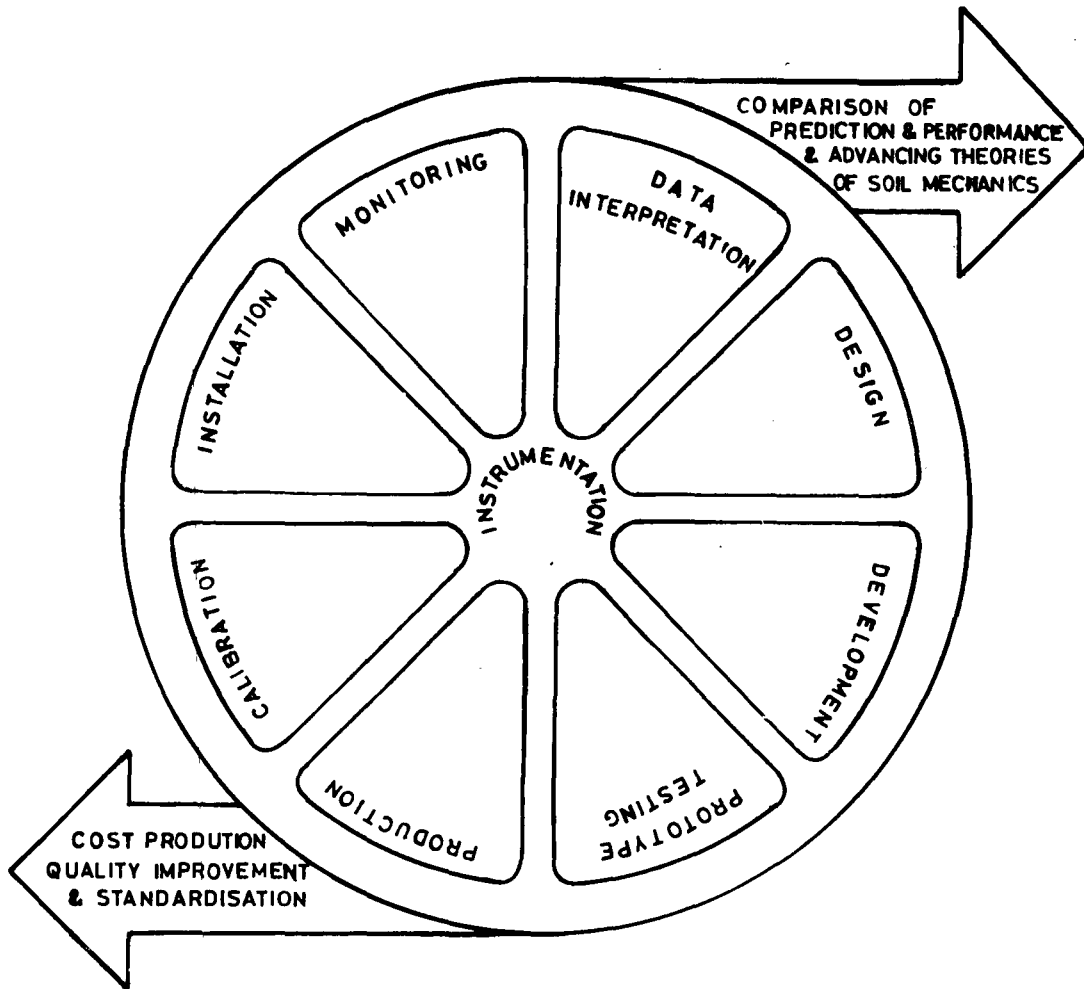 COMPARISON OF
PREDICTION & PERFORMANCE
& ADVANCING THEORIES
OF SOIL MECHANICS
MONITORING
DATA
INTERPRETATION
INSTALLATION
DESIGN
INSTRUMENTATION
CALIBRATION
DEVELOPMENT
PRODUCTION
PROTOTYPE
TESTING
COST PRODUTION
QUALITY IMPROVEMENT
& STANDARDISATION